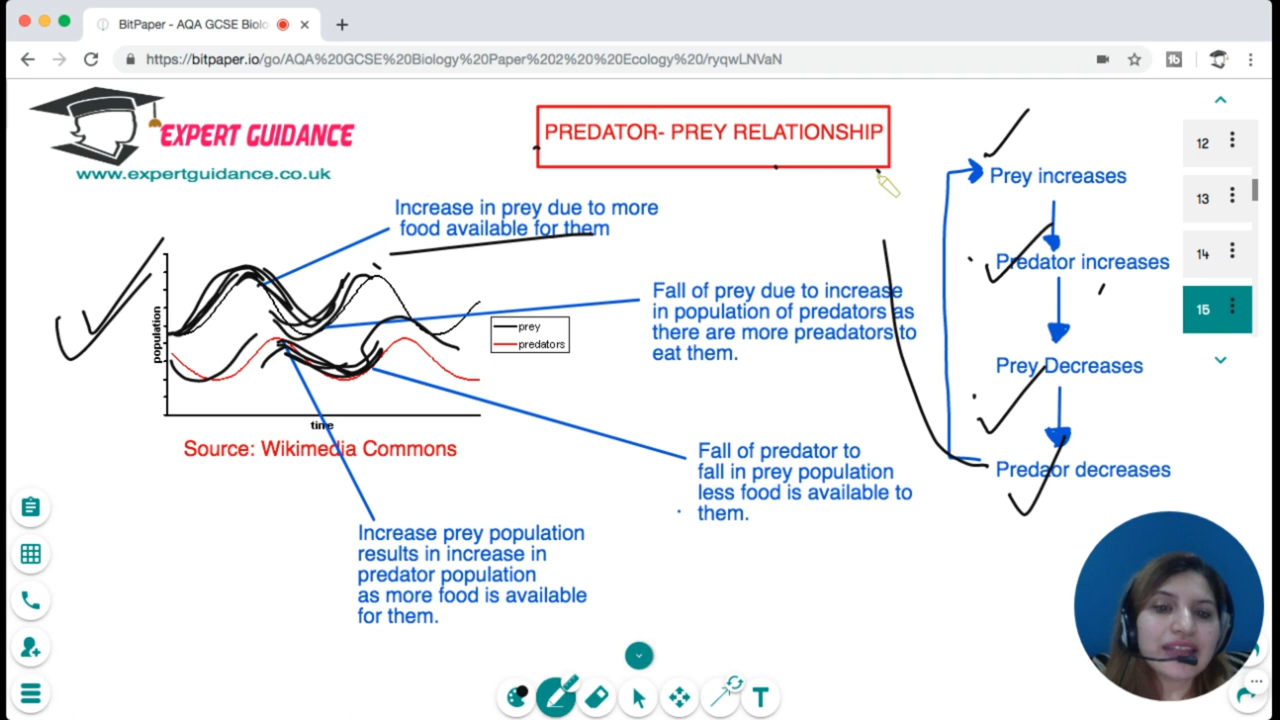 BitPaper - AQA GCSE Biolo
https://bitpaper.io/go/AQA%20GCSE%20Biology%20Paper%202%20%20Ecology%20/ryqwLNVaN
EXPERT GUIDANCE
www.expertguidance.co.uk
PREDATOR- PREY RELATIONSHIP
Increase in prey due to more
food available for them
population
prey
predators
time
Source: Wikimedia Commons
Fall of prey due to increase
in population of predators as
there are more preadators to
eat them.
Fall of predator to
fall in prey population
less food is available to
them.
Increase prey population
results in increase in
predator population
as more food is available
for them.
Prey increases
Predator increases
Prey Decreases
Predaor decreases
12
13
14
15
T